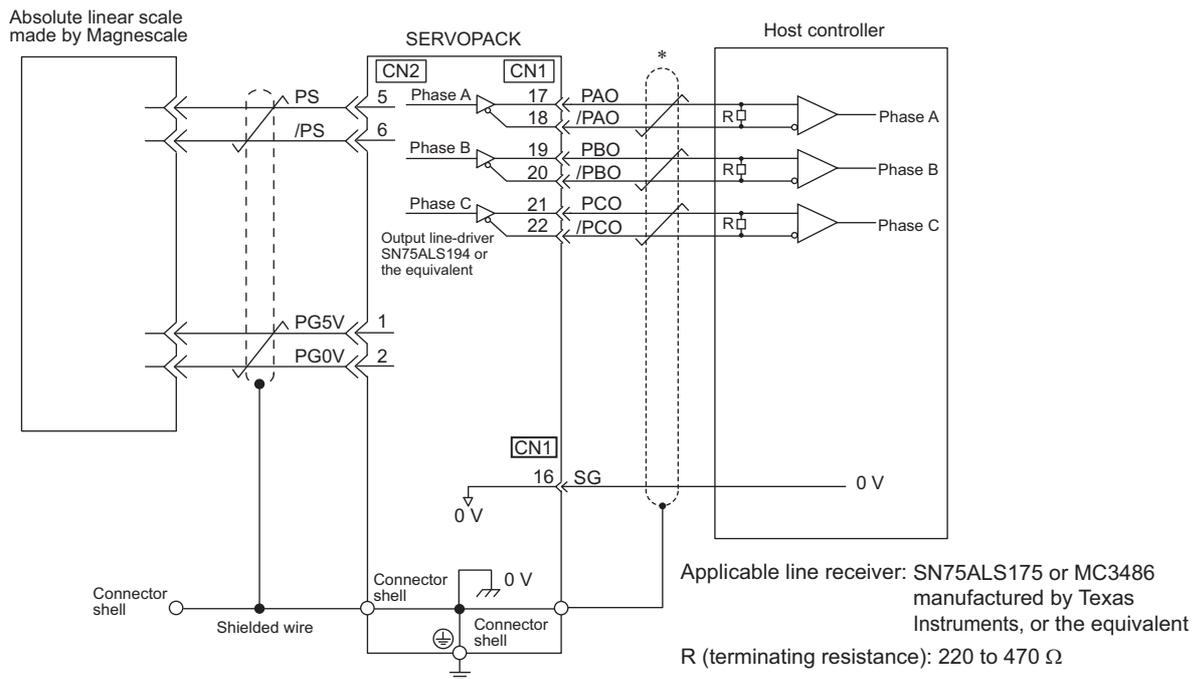 Absolute linear scale
made by Magnescale
SERVOPACK
*
Host controller
CN2
CN1
PS
5
Phase A
17
PAO
R
Phase A
/PS
6
18
/PAO
Phase B
19
PBO
R
Phase B
20
/PBO
Phase C
21
PCO
R
Phase C
22
/PCO
Output line-driver
SN75ALS194 or
the equivalent
PG5V
1
PG0V
2
CN1
16
SG
0 V
0 V
Connector
shell
Shielded wire
Connector
shell
0 V
Connector
shell
Applicable line receiver: SN75ALS175 or MC3486
manufactured by Texas
Instruments, or the equivalent
R (terminating resistance): 220 to 470 Ω